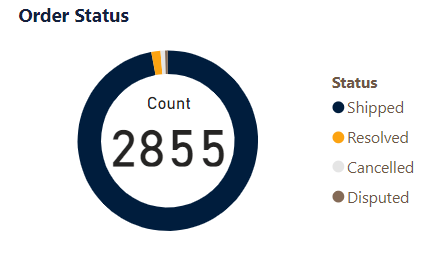 Order Status
Count
2855
Status
Shipped
Resolved
Cancelled
Disputed